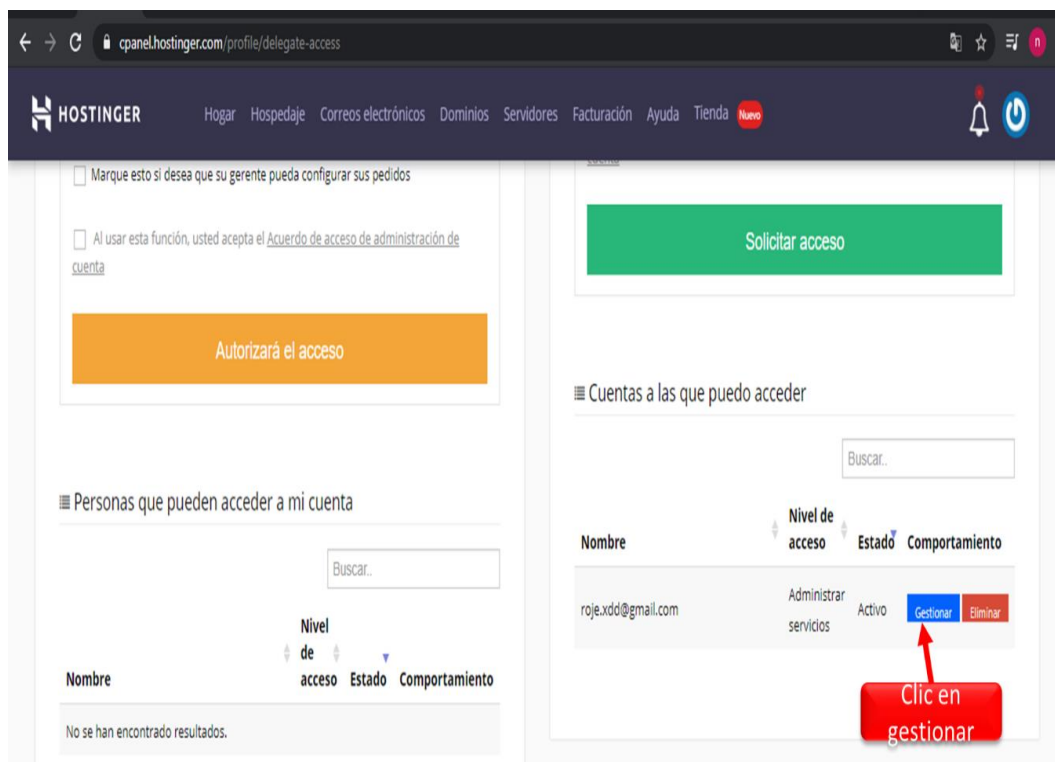 cpanel.hostinger.com/profile/delegate-access
n
HOSTINGER
Hogar Hospedaje Correos electrónicos Dominios Servidores Facturación Ayuda Tienda Nuevo
Marque esto si desea que su gerente pueda configurar sus pedidos
Al usar esta función, usted acepta el Acuerdo de acceso de administración de
cuenta
Autorizará el acceso
Personas que pueden acceder a mi cuenta
Buscar..
Nivel
de
Nombre acceso Estado Comportamiento
No se han encontrado resultados.
cuenta
Solicitar acceso
Cuentas a las que puedo acceder
Buscar..
Nivel de
Nombre acceso Estado Comportamiento
Administrar
roje.xdd@gmail.com Activo Gestionar Eliminar
servicios
Clic en
gestionar